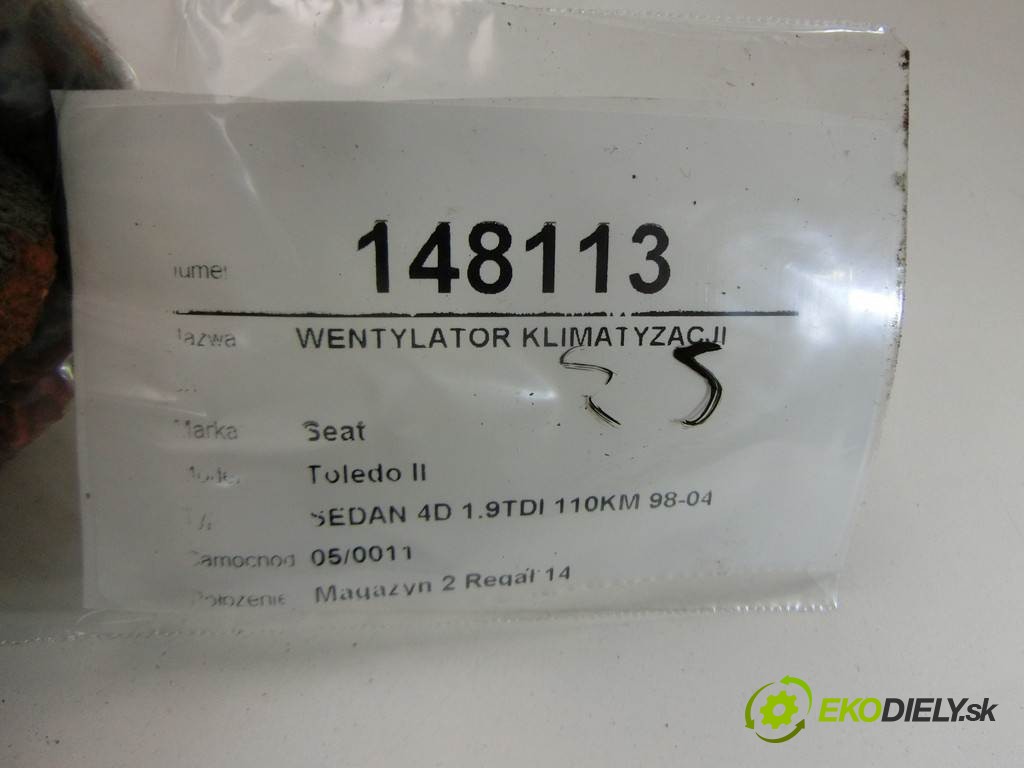 148113
WENTYLATOR KLIMATYZACJI
Marka Seat
Toledo II
SEDAN 4D 1.9TDI 110KM 98-04
05/0011
Magazyn 2 Regał 14
EKODIELY.sk